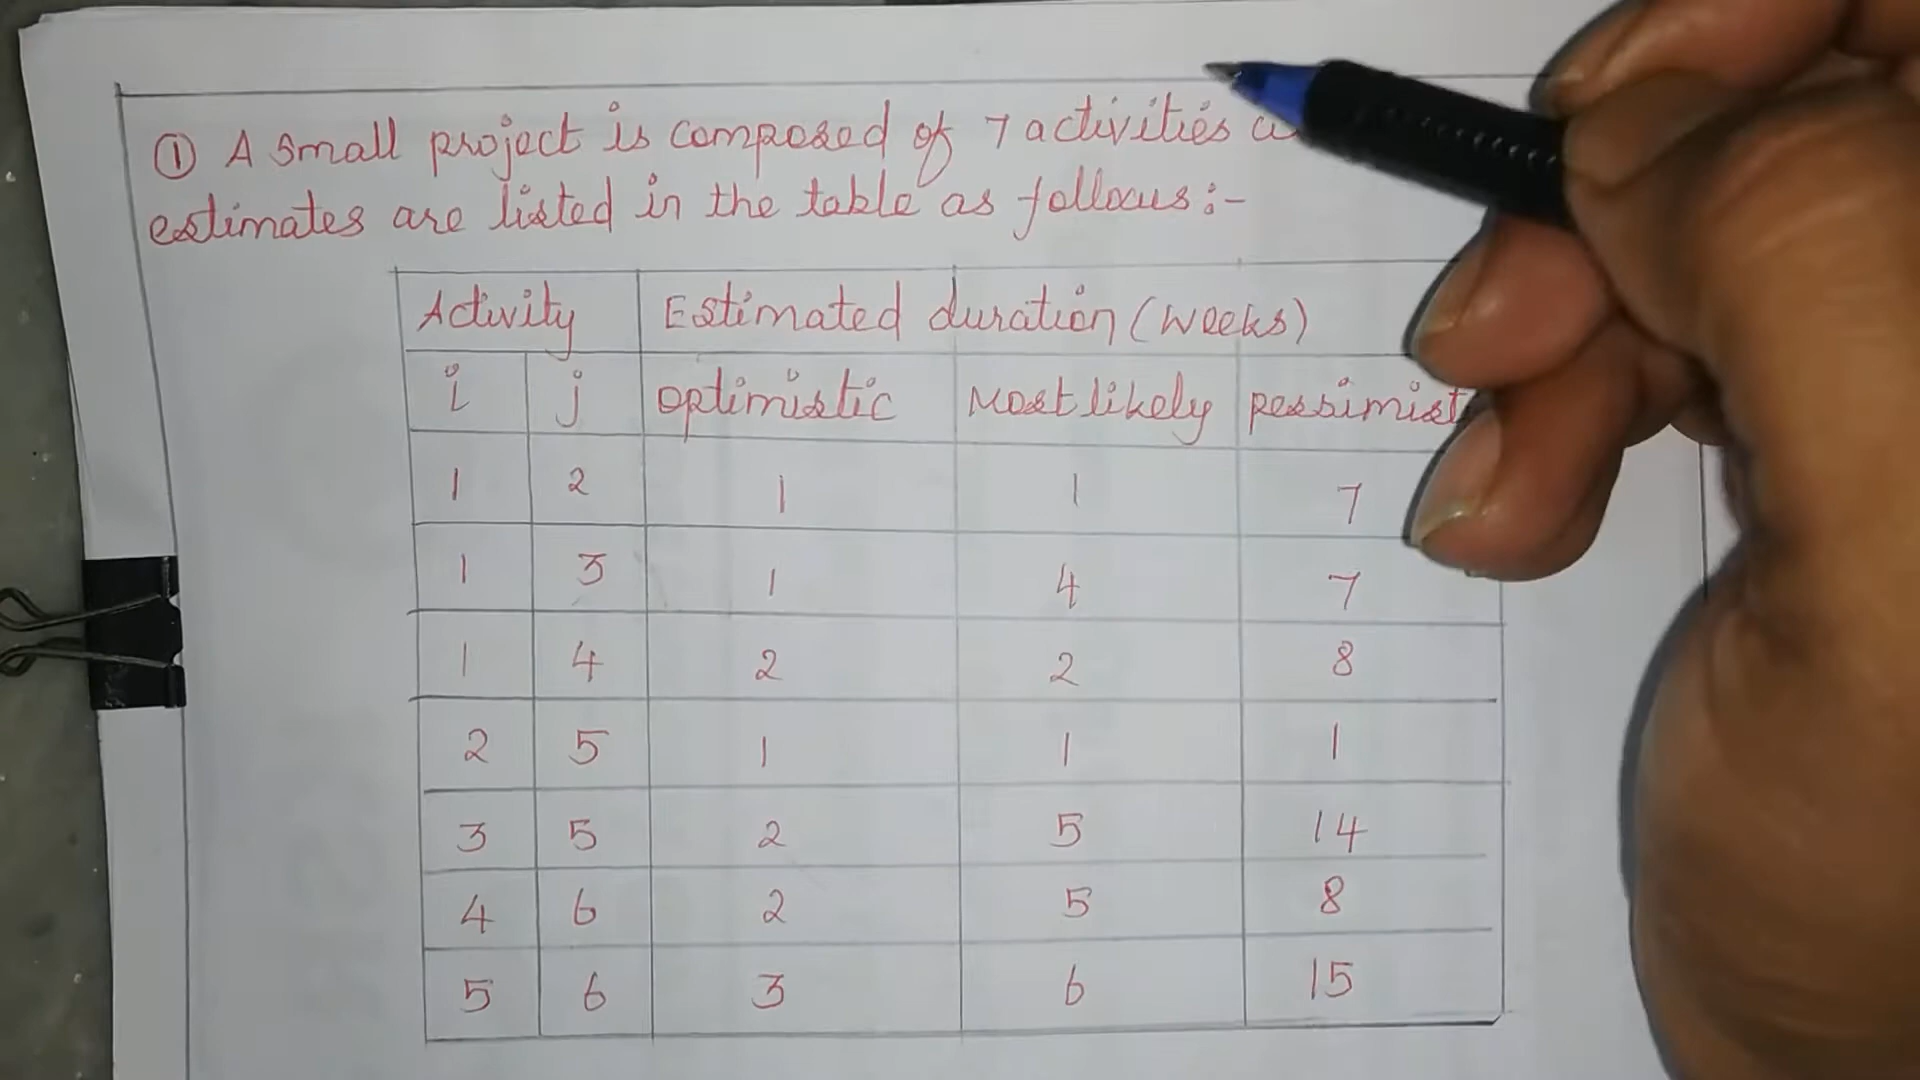 ① A Small project is composed of 7 activities
estimates are listed in the table as follows :-
Activity Estimated duration (weeks)
i j optimistic Most likely pessimist
1 2 1 1 7
1 3 1 4 7
1 4 2 2 8
2 5 1 1 1
3 5 2 5 14
4 6 2 5 8
5 6 3 6 15